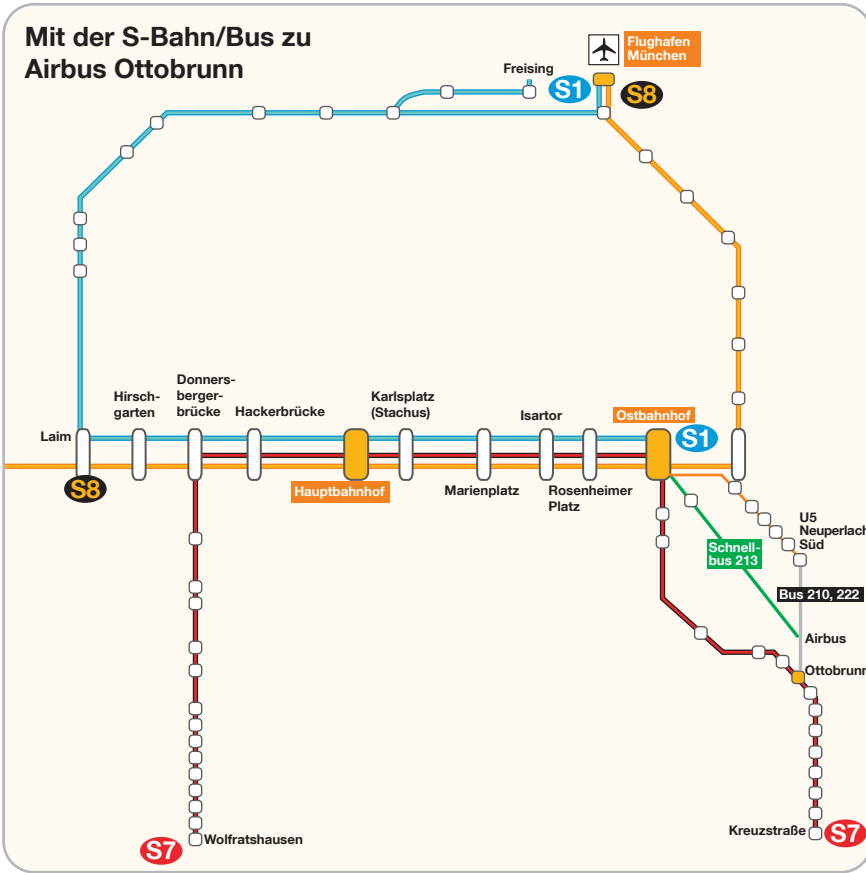 Mit der S-Bahn/Bus zu
Airbus Ottobrunn
Flughafen
München
Freising
S1
S8
Donners-
bergerbrücke
Hirsch-
garten
berger-
brücke
Hackerbrücke
Karlsplatz
(Stachus)
Isartor
Ostbahnhof
S1
Laim
S8
Hauptbahnhof
Marienplatz
Rosenheimer
Platz
U5
Neuperlach
Süd
Schnell-
bus 213
Bus 210, 222
Airbus
Ottobrunn
Kreuzstraße
S7
Wolfratshausen
S7